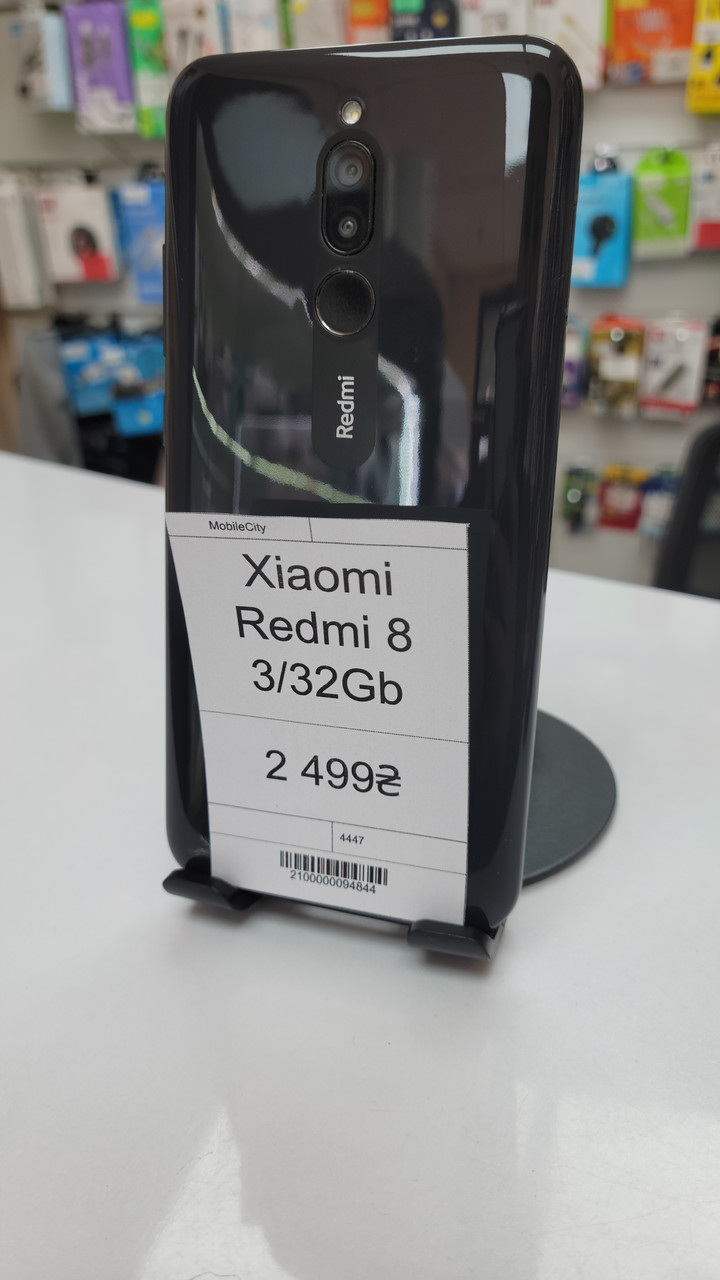 Redmi
MobileCity
Xiaomi
Redmi 8
3/32Gb
2 499₴
4447
2100000094844